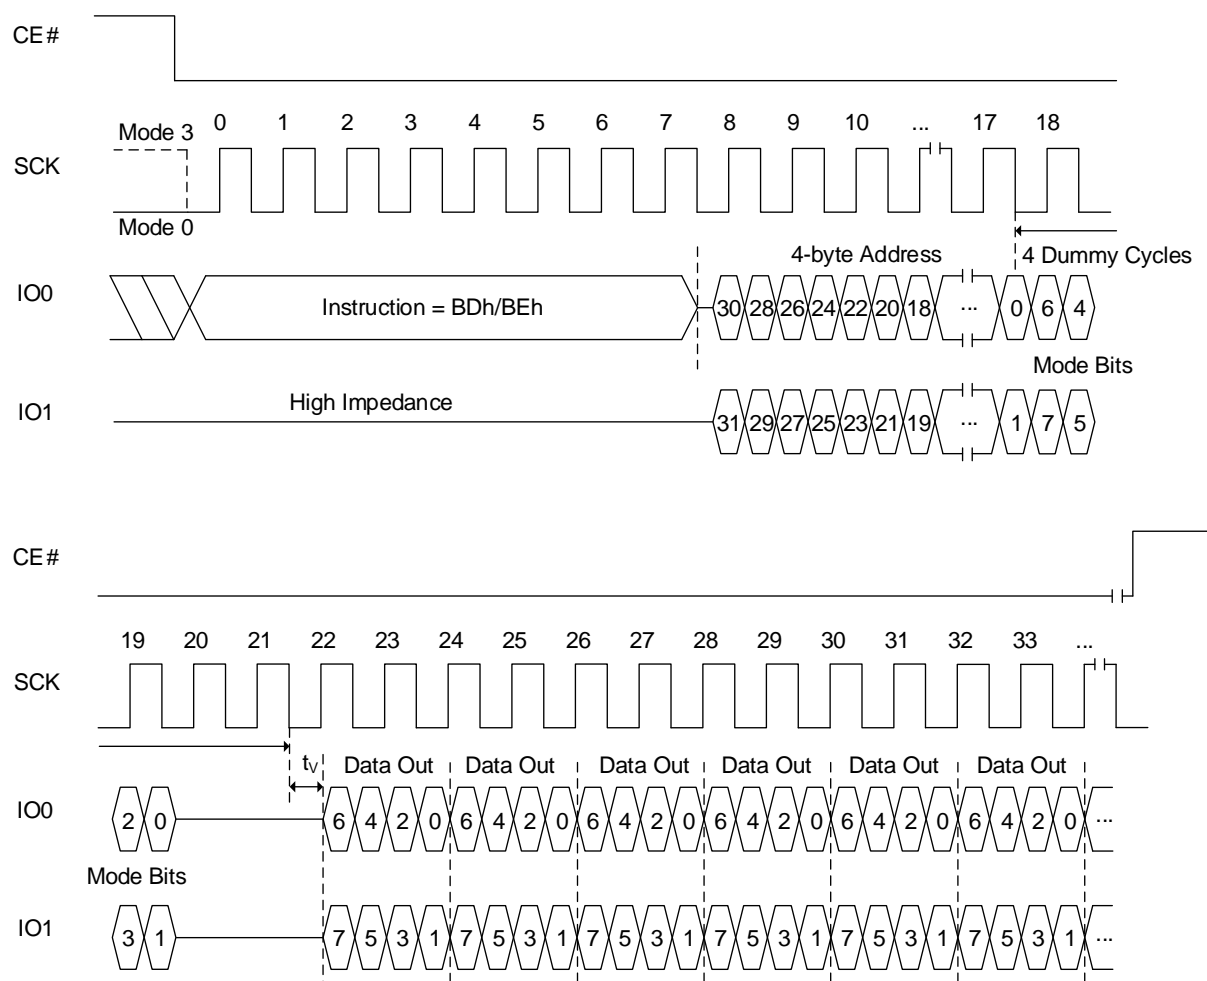 CE#
Mode 3 0 1 2 3 4 5 6 7 8 9 10 ... 17 18
SCK
Mode 0
4-byte Address 4 Dummy Cycles
IO0 Instruction = BDh/BEh 30 28 26 24 22 20 18 ... 0 6 4
Mode Bits
IO1 High Impedance 31 29 27 25 23 21 19 ... 1 7 5
CE#
19 20 21 22 23 24 25 26 27 28 29 30 31 32 33 ...
SCK
tV Data Out Data Out Data Out Data Out Data Out Data Out
IO0 2 0 6 4 2 0 6 4 2 0 6 4 2 0 6 4 2 0 6 4 2 0 6 4 2 0 ...
Mode Bits
IO1 3 1 7 5 3 1 7 5 3 1 7 5 3 1 7 5 3 1 7 5 3 1 7 5 3 1 ...